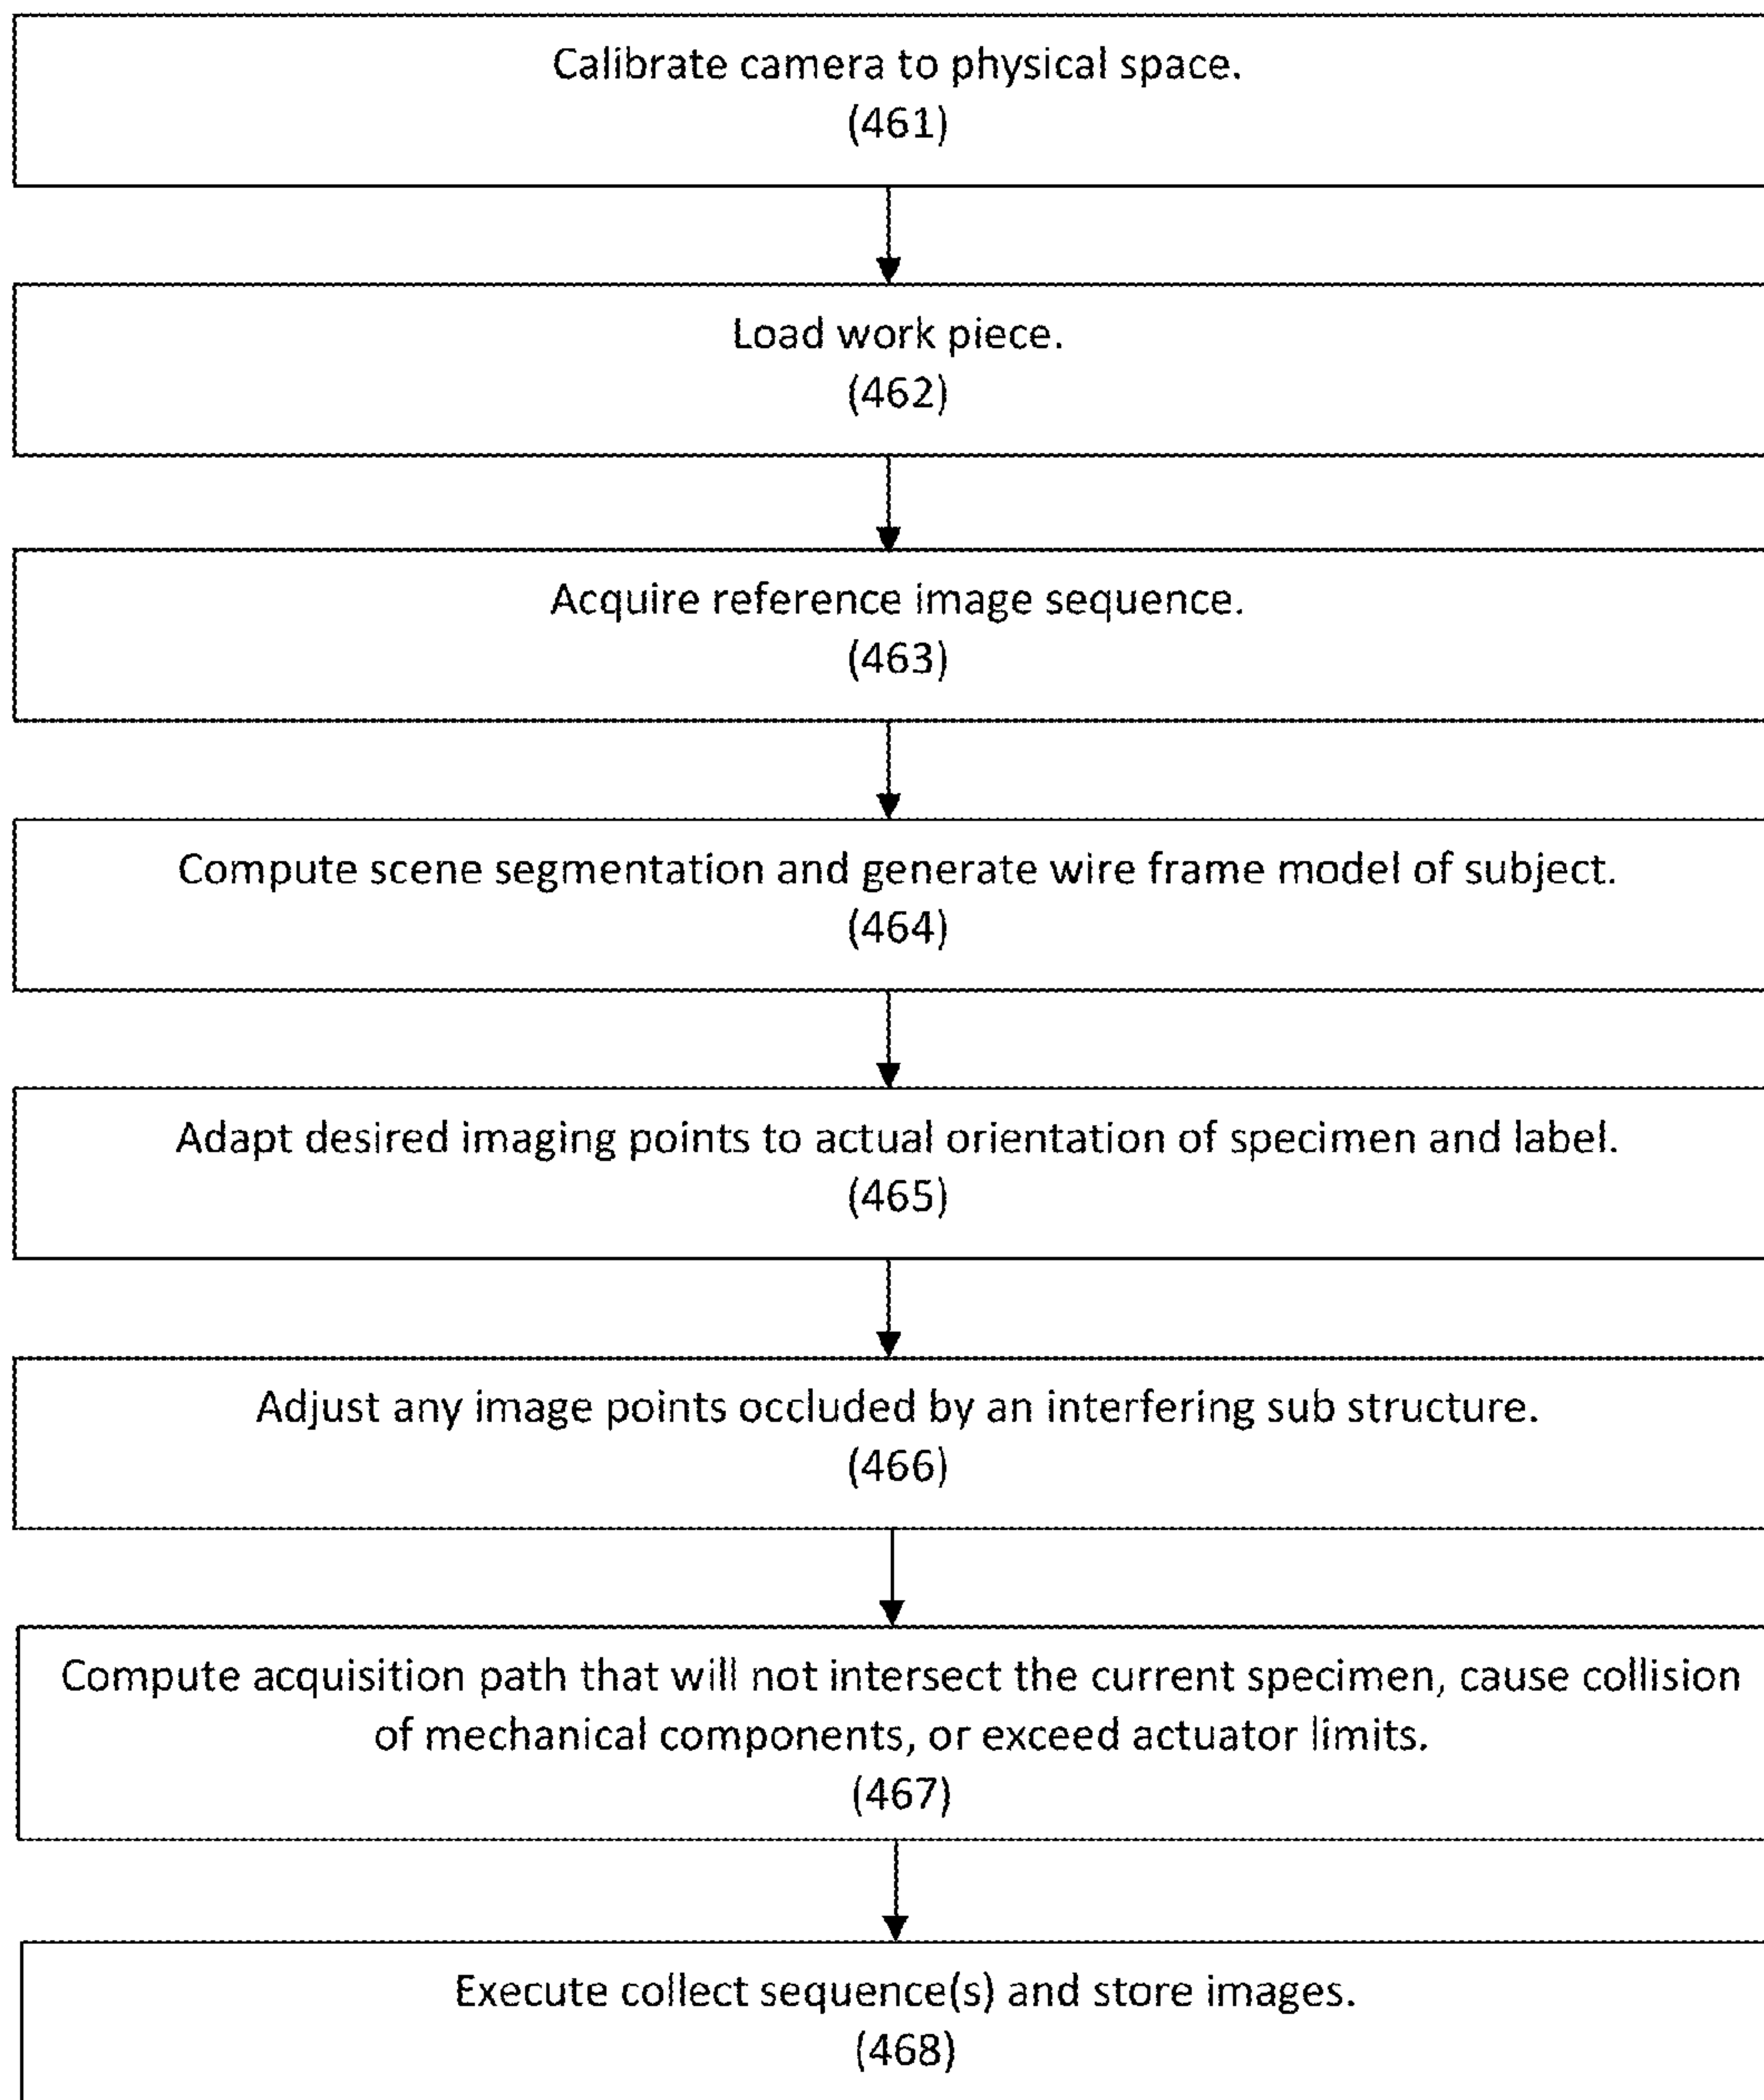 Calibrate camera to physical space.
(461)
Load work piece.
(462)
Acquire reference image sequence.
(463)
Compute scene segmentation and generate wire frame model of subject.
(464)
Adapt desired imaging points to actual orientation of specimen and label.
(465)
Adjust any image points occluded by an interfering sub structure.
(466)
Compute acquisition path that will not intersect the current specimen, cause collision
of mechanical components, or exceed actuator limits.
(467)
Execute collect sequence(s) and store images.
(468)